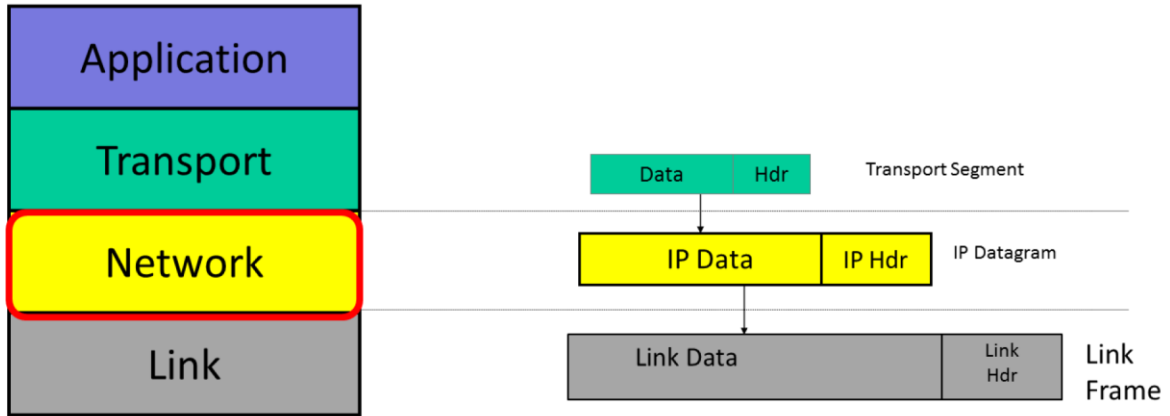 Application
Transport
Data Hdr Transport Segment
Network
IP Data IP Hdr IP Datagram
Link
Link Data Link
Hdr Link
Frame